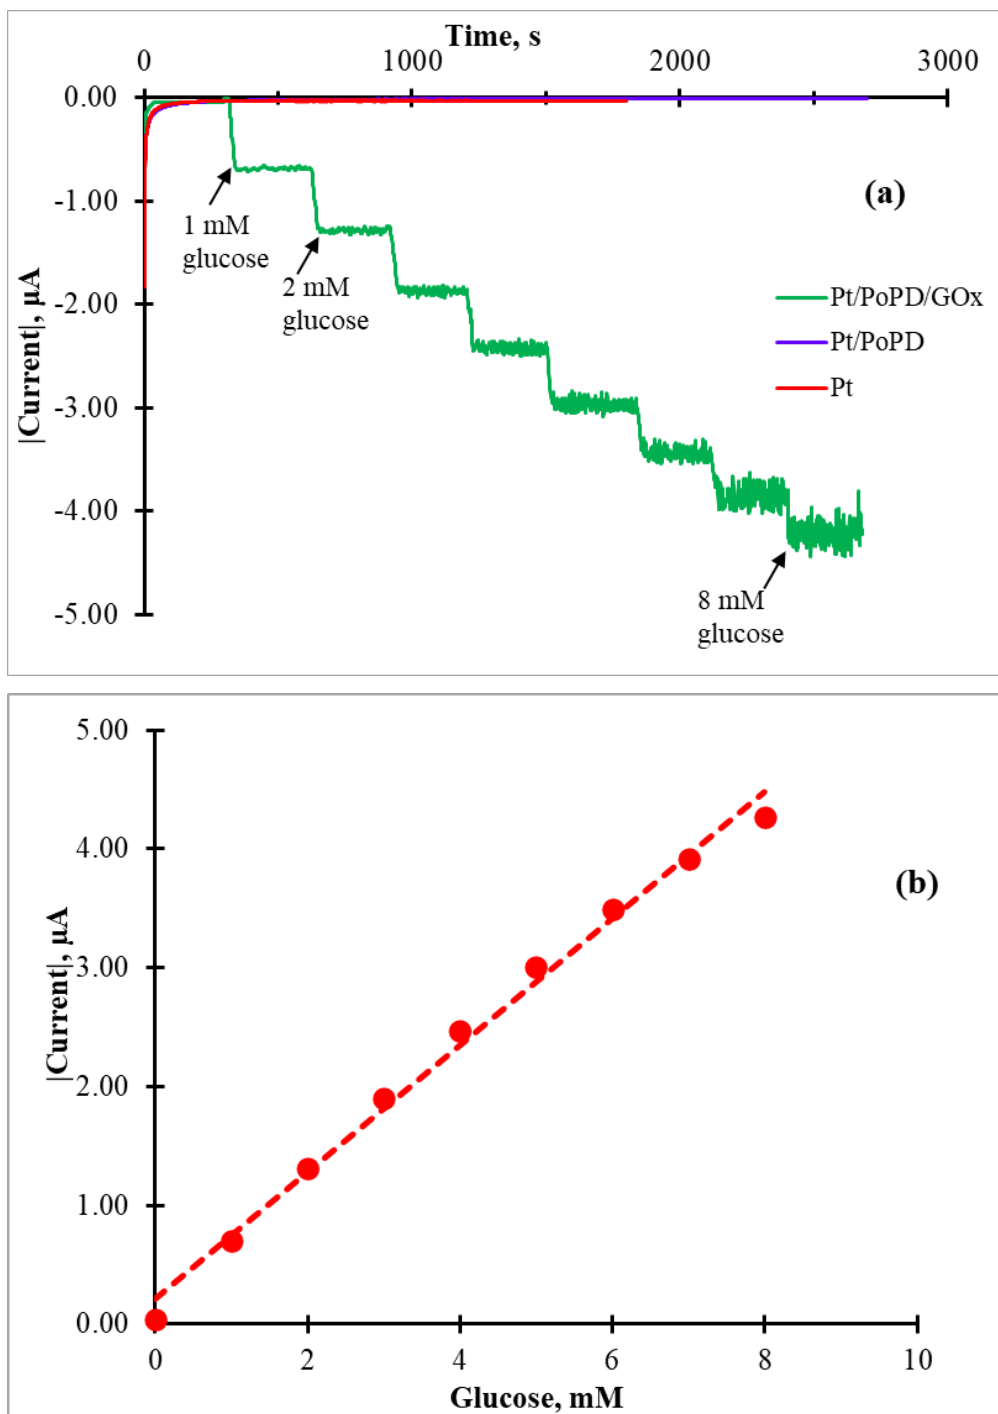 Time, s
0
1000
2000
3000
0.00
-1.00
-2.00
-3.00
-4.00
-5.00
|Current|, µA
(a)
1 mM
glucose
2 mM
glucose
8 mM
glucose
Pt/PoPD/GOx
Pt/PoPD
Pt
5.00
4.00
3.00
2.00
1.00
0.00
|Current|, µA
(b)
0
2
4
6
8
10
Glucose, mM